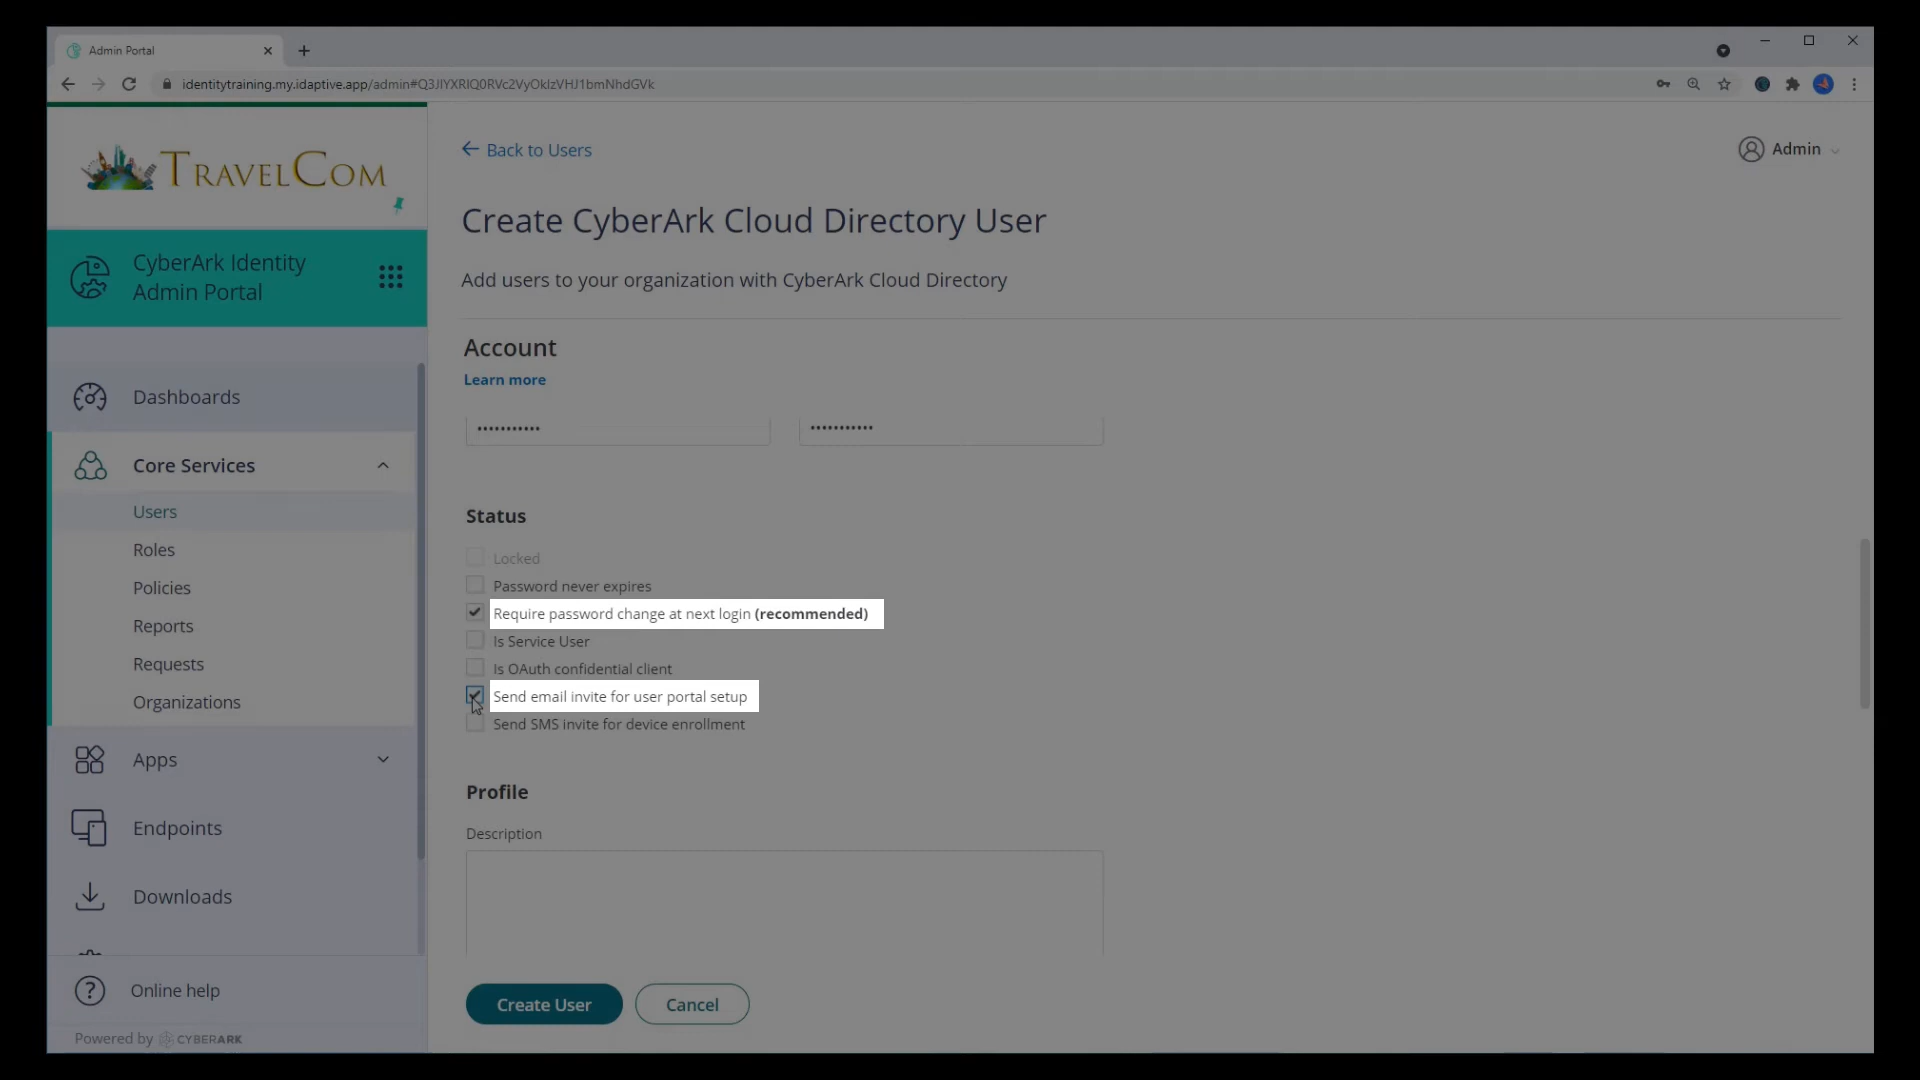 Admin Portal
identitytraining.my.idaptive.app/admin#Q3JlYXRlQ0RVc2VyOklzVHJ1bmNhdGVk
TRAVELCOM
← Back to Users
Admin
CyberArk Identity
Admin Portal
Create CyberArk Cloud Directory User
Add users to your organization with CyberArk Cloud Directory
Account
Learn more
••••••••••• •••••••••••
Dashboards
Core Services
Users
Roles
Policies
Reports
Requests
Organizations
Apps
Endpoints
Downloads
Online help
Powered by CYBERARK
Status
Locked
Password never expires
Require password change at next login (recommended)
Is Service User
Is OAuth confidential client
Send email invite for user portal setup
Send SMS invite for device enrollment
Profile
Description
Create User
Cancel